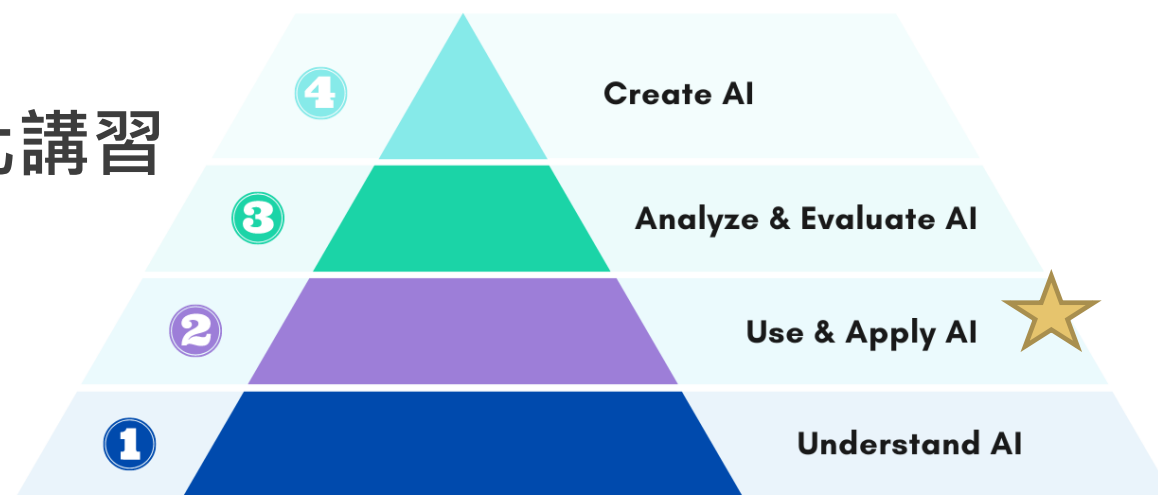 4
Create AI
講習
3
Analyze & Evaluate AI
2
Use & Apply AI
1
Understand AI